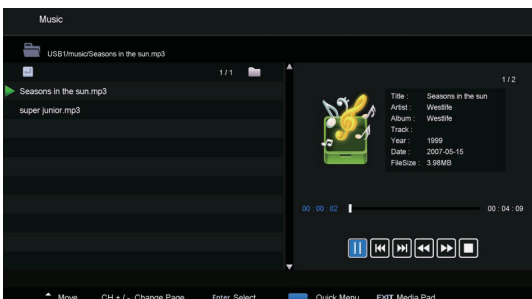 Music
USB1/music/Seasons in the sun.mp3
1 / 1
Seasons in the sun.mp3
super junior.mp3
1 / 2
Title : Seasons in the sun
Artist : Westlife
Album : Westlife
Track :
Year : 1999
Date : 2007-05-15
FileSize : 3.98MB
00 : 00 : 02
00 : 04 : 09
Move CH + / - Change Page Enter Select Quick Menu EXIT Media Pad